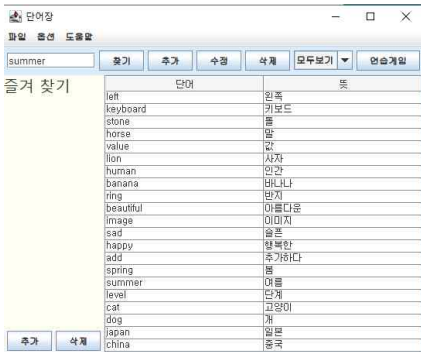 단어장
파일 옵션 도움말
summer 찾기 추가 수정 삭제 모두보기 연습게임
즐겨 찾기
단어 뜻
left 왼쪽
keyboard 키보드
stone 돌
horse 말
value 값
lion 사자
human 인간
banana 바나나
ring 반지
beautiful 아름다운
image 이미지
sad 슬픈
happy 행복한
add 추가하다
spring 봄
summer 여름
level 단계
cat 고양이
dog 개
japan 일본
china 중국
추가 삭제